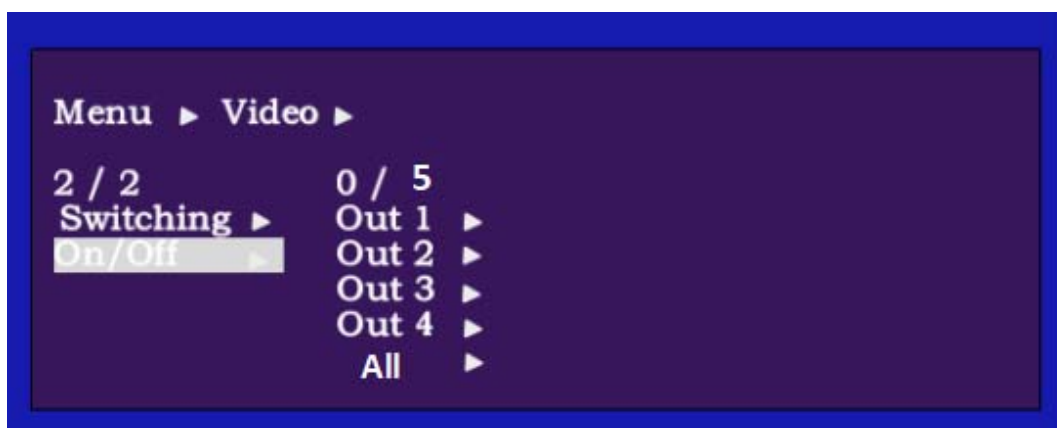 Menu ▶ Video ▶
2 / 2 0 / 5
Switching ▶ Out 1 ▶
On/Off ▶ Out 2 ▶
Out 3 ▶
Out 4 ▶
All ▶